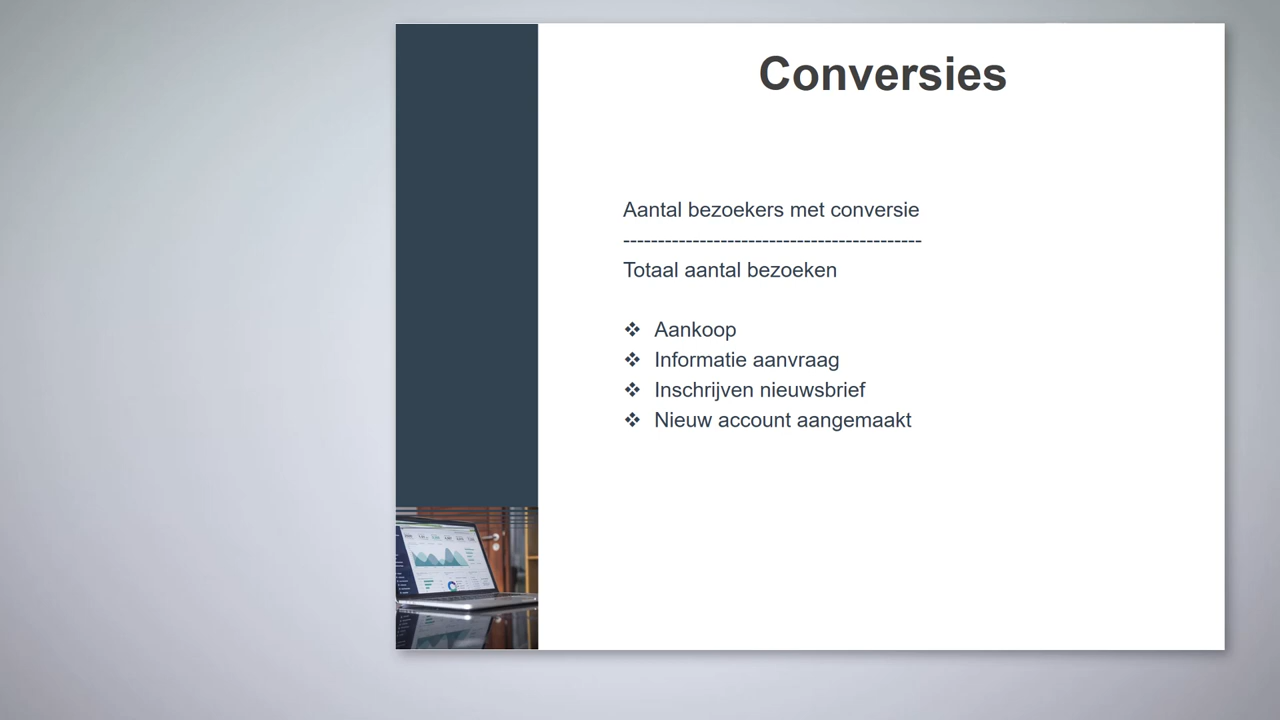 Conversies
Aantal bezoekers met conversie
-------------------------------------------
Totaal aantal bezoeken
❖ Aankoop
❖ Informatie aanvraag
❖ Inschrijven nieuwsbrief
❖ Nieuw account aangemaakt